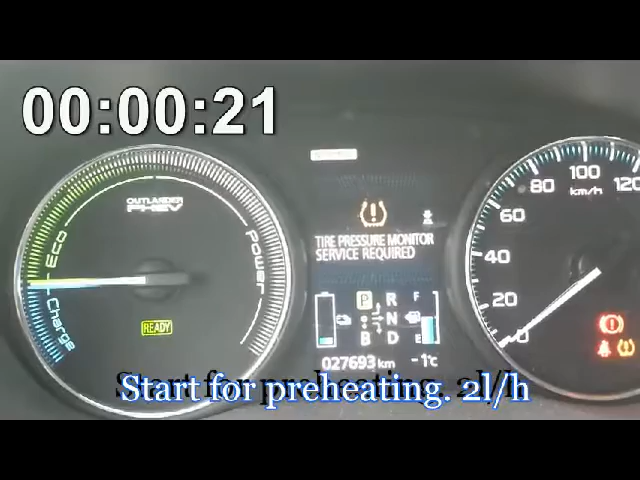 00:00:21
OUTLANDER
PHEV
Eco
Power
Charge
READY
TIRE PRESSURE MONITOR
SERVICE REQUIRED
P R
N
B D
F
E
027693 km -1°C
120
100
80
km/h
60
40
20
0
Start for preheating. 2l/h